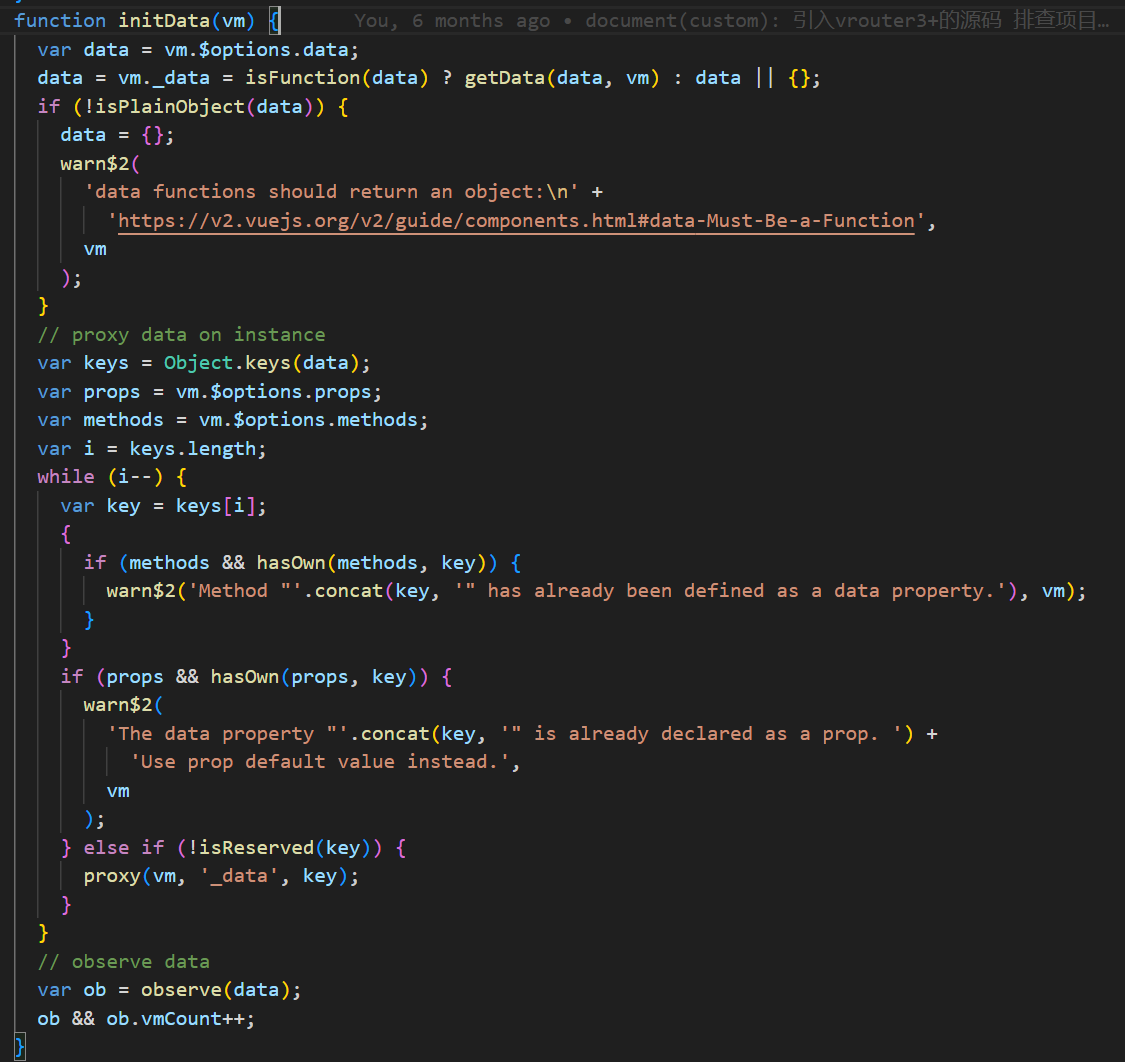 function initData(vm) { You, 6 months ago • document(custom): 引入vrouter3+的源码 排查项目…
  var data = vm.$options.data;
  data = vm._data = isFunction(data) ? getData(data, vm) : data || {};
  if (!isPlainObject(data)) {
    data = {};
    warn$2(
      'data functions should return an object:\n' +
        'https://v2.vuejs.org/v2/guide/components.html#data-Must-Be-a-Function',
      vm
    );
  }
  // proxy data on instance
  var keys = Object.keys(data);
  var props = vm.$options.props;
  var methods = vm.$options.methods;
  var i = keys.length;
  while (i--) {
    var key = keys[i];
    {
      if (methods && hasOwn(methods, key)) {
        warn$2('Method "'.concat(key, '" has already been defined as a data property.'), vm);
      }
    }
    if (props && hasOwn(props, key)) {
      warn$2(
        'The data property "'.concat(key, '" is already declared as a prop. ') +
          'Use prop default value instead.',
        vm
      );
    } else if (!isReserved(key)) {
      proxy(vm, '_data', key);
    }
  }
  // observe data
  var ob = observe(data);
  ob && ob.vmCount++;
}